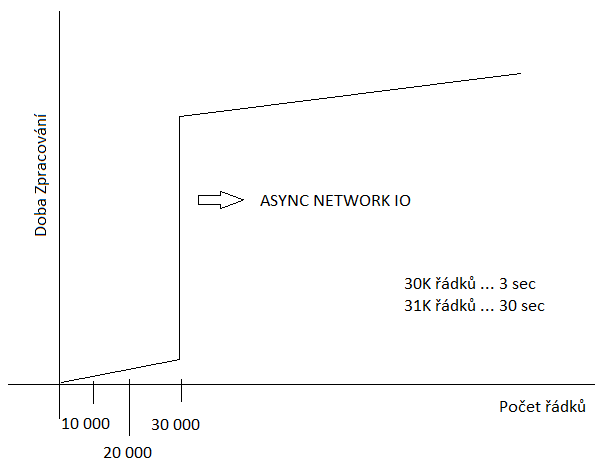 Doba Zpracování
ASYNC NETWORK IO
30K řádků ... 3 sec
31K řádků ... 30 sec
Počet řádků
10 000
30 000
20 000